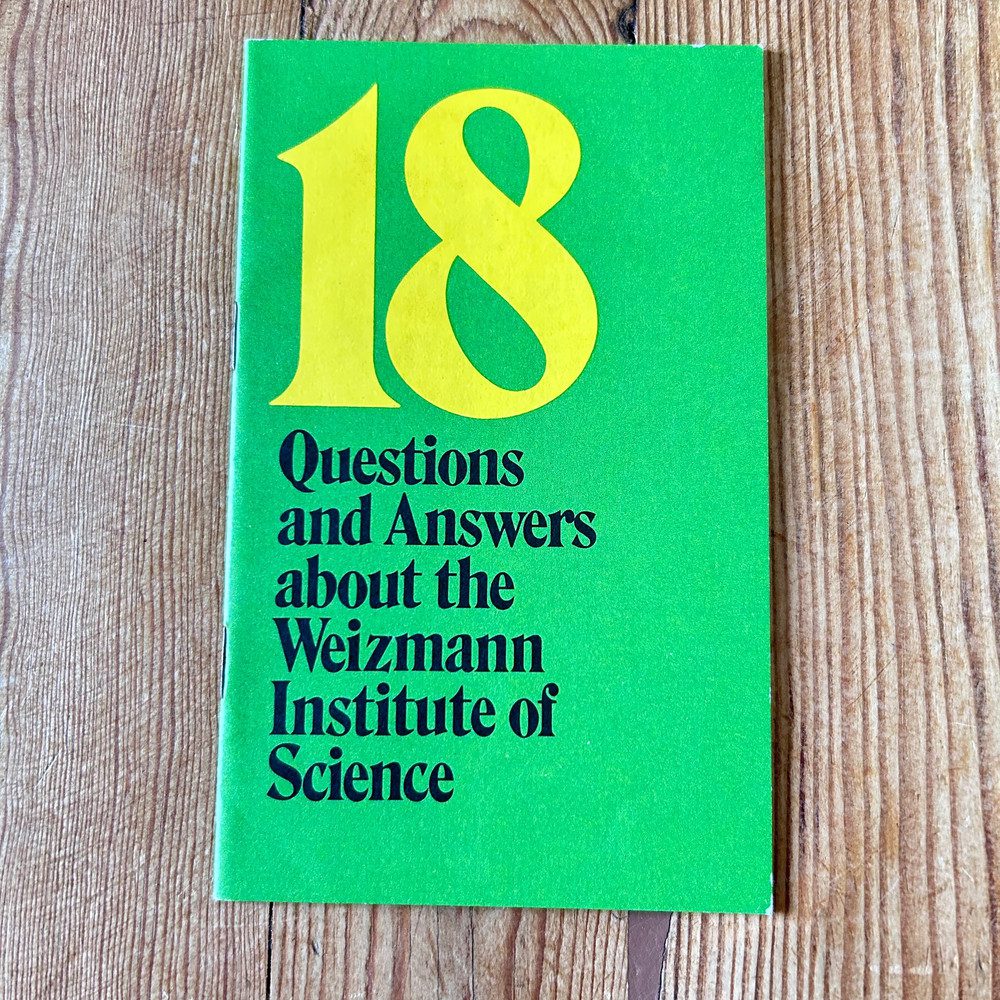 18
Questions
and Answers
about the
Weizmann
Institute of
Science